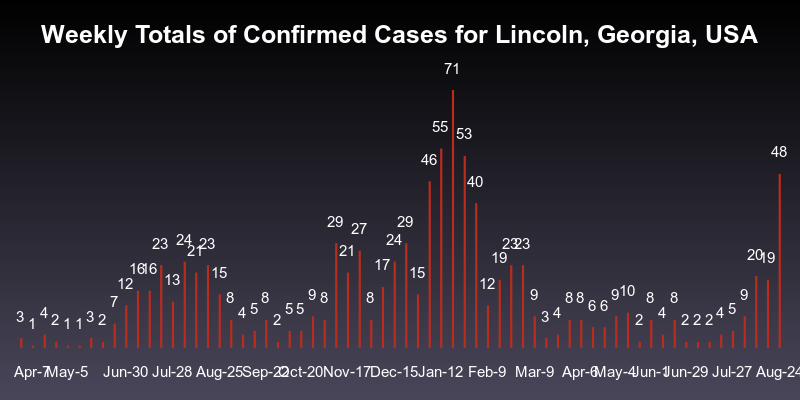 Weekly Totals of Confirmed Cases for Lincoln, Georgia, USA
3 1 4 2 1 1 3 2 7 12 16 16 23 13 24 21 23 15 8 4 5 8 2 5 5 9 8 29 21 27 8 17 24 29 15 46 55 71 53 40 12 19 23 23 9 3 4 8 8 6 6 9 10 2 8 4 8 2 2 2 4 5 9 20 19 48
Apr-7 May-5 Jun-30 Jul-28 Aug-25 Sep-22 Oct-20 Nov-17 Dec-15 Jan-12 Feb-9 Mar-9 Apr-6 May-4 Jun-1 Jun-29 Jul-27 Aug-24